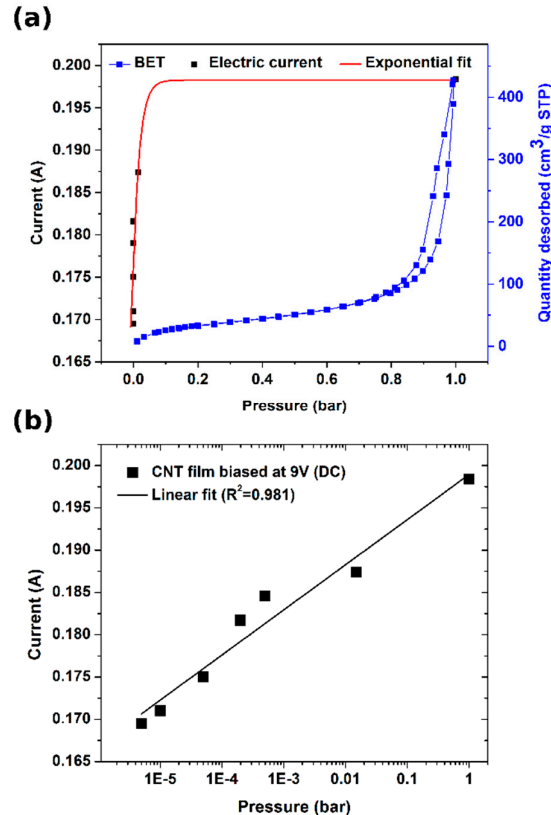 (a)
BET Electric current Exponential fit
0.200
0.195
0.190
0.185
0.180
0.175
0.170
0.165
Current (A)
400
300
200
100
0
Quantity desorbed (cm³/g STP)
0.0 0.2 0.4 0.6 0.8 1.0
Pressure (bar)
(b)
CNT film biased at 9V (DC)
Linear fit (R²=0.981)
0.200
0.195
0.190
0.185
0.180
0.175
0.170
0.165
Current (A)
1E-5 1E-4 1E-3 0.01 0.1 1
Pressure (bar)